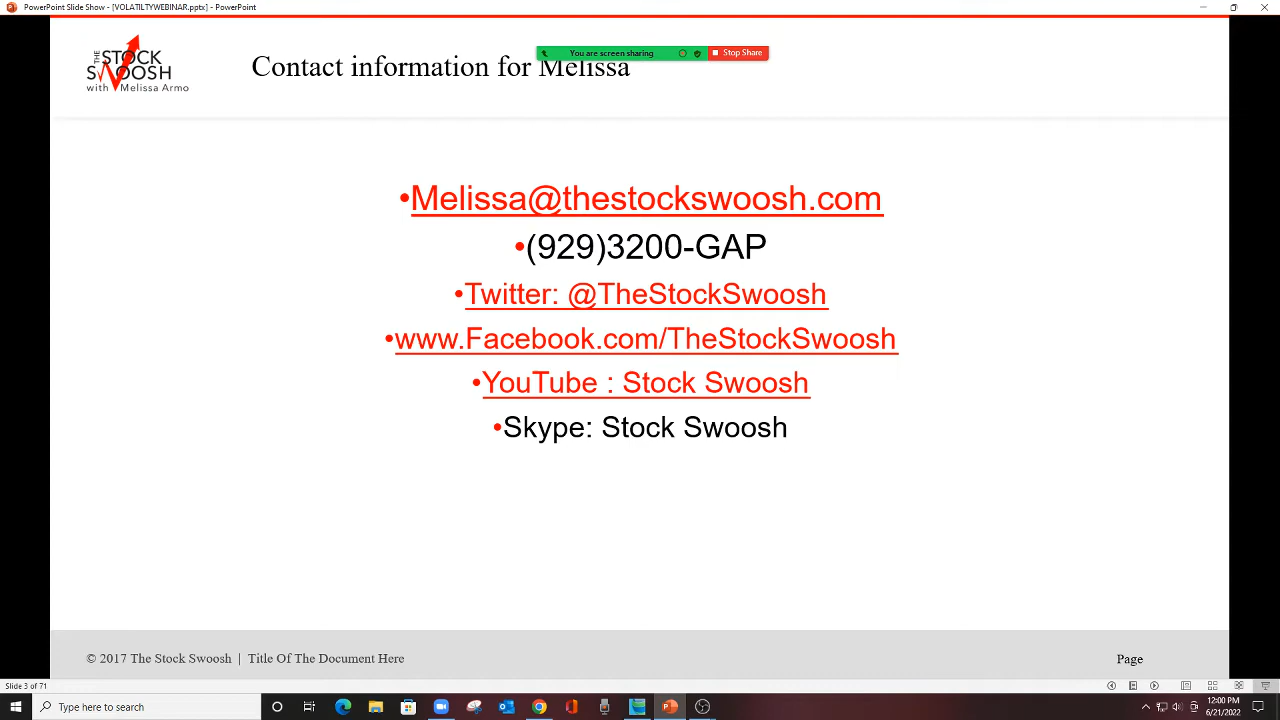 PowerPoint Slide Show - [VOLATILTYWEBINAR.pptx] - PowerPoint
THE STOCK
SWOOSH
with Melissa Armo
Contact information for Melissa
You are screen sharing
Stop Share
•Melissa@thestockswoosh.com
•(929)3200-GAP
•Twitter: @TheStockSwoosh
•www.Facebook.com/TheStockSwoosh
•YouTube : Stock Swoosh
•Skype: Stock Swoosh
© 2017 The Stock Swoosh | Title Of The Document Here
Page
Slide 3 of 71
Type here to search
12:00 PM
6/21/2022